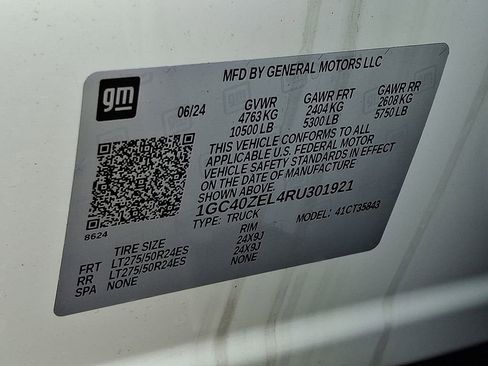 MFD BY GENERAL MOTORS LLC
gm
06/24 GVWR GAWR FRT GAWR RR
4763 KG 2404 KG 2608 KG
10500 LB 5300 LB 5750 LB
THIS VEHICLE CONFORMS TO ALL
APPLICABLE U.S. FEDERAL MOTOR
VEHICLE SAFETY STANDARDS IN EFFECT
ON THE DATE OF MANUFACTURE
SHOWN ABOVE.
1GC40ZEL4RU301921
TYPE: TRUCK MODEL: 41CT35843
8624
TIRE SIZE RIM
FRT LT275/50R24ES 24X9J
RR LT275/50R24ES 24X9J
SPA NONE NONE